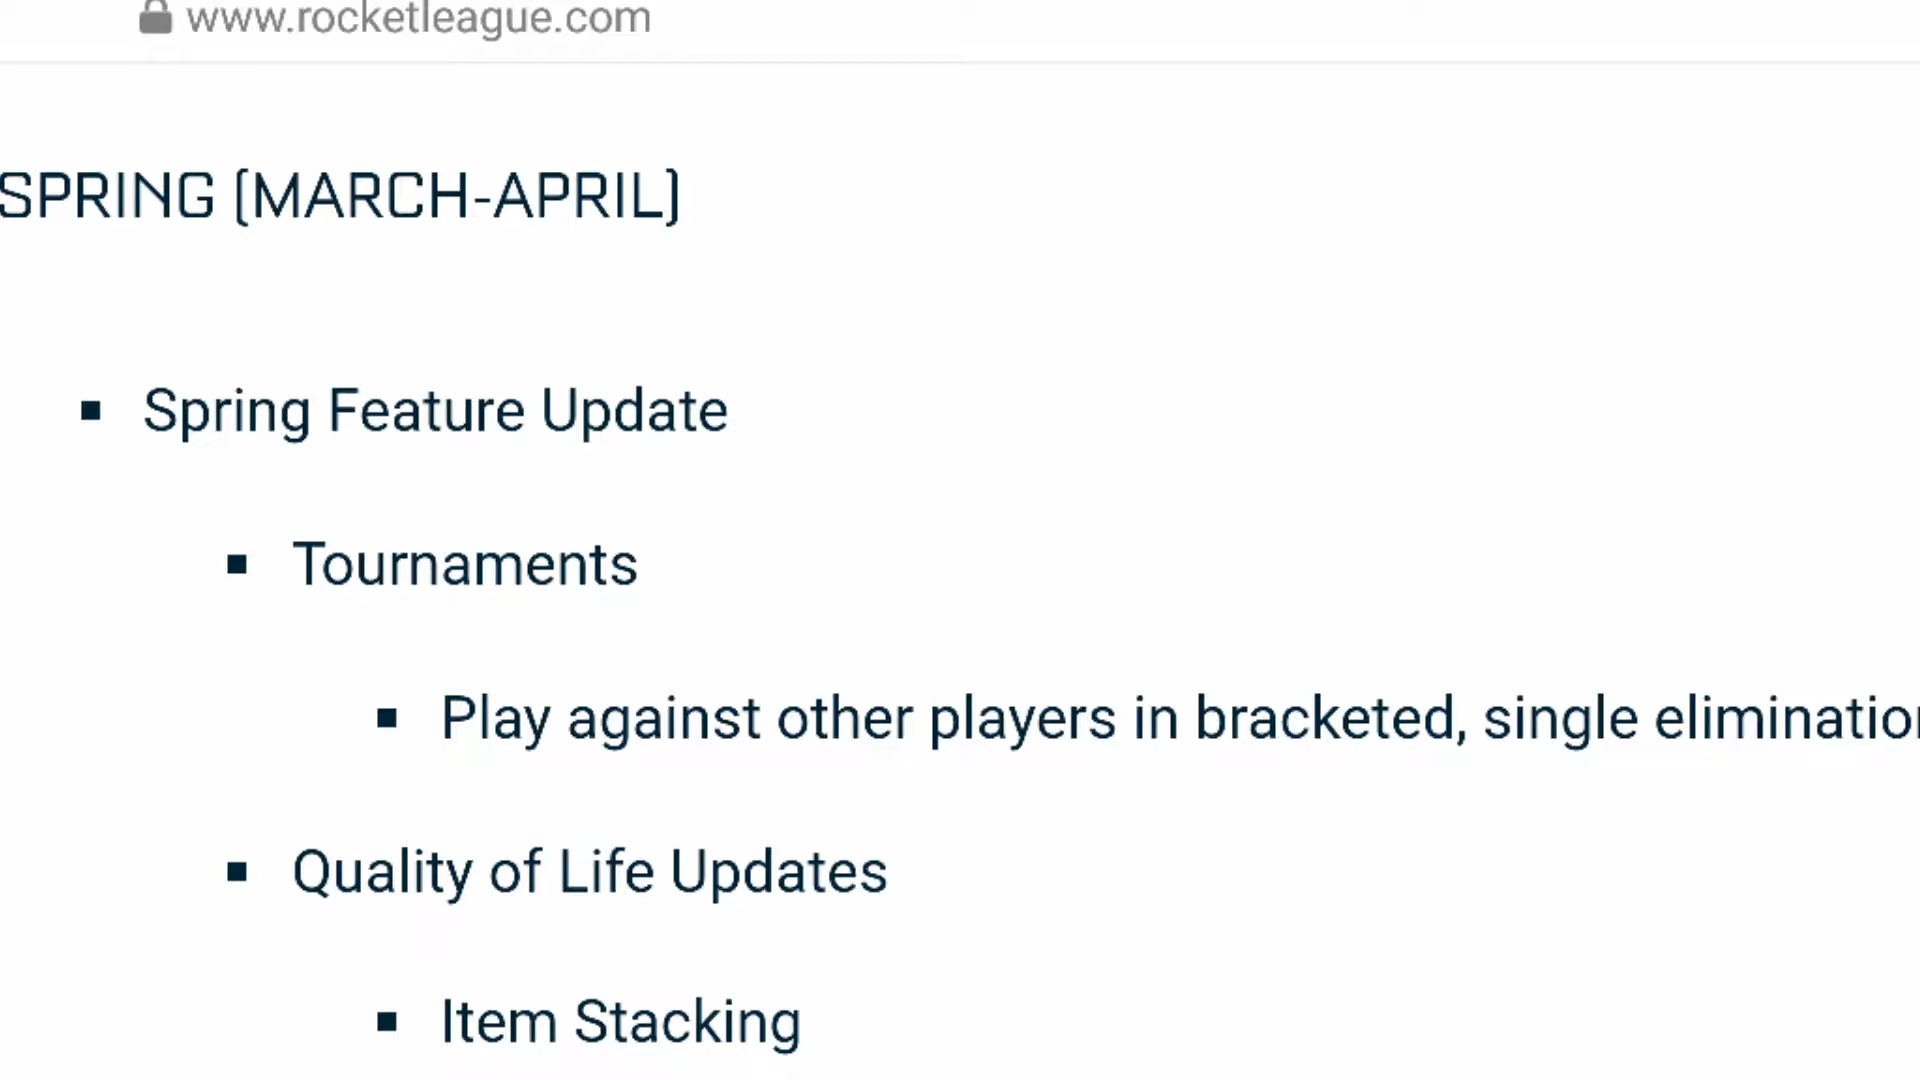 www.rocketleague.com
SPRING (MARCH-APRIL)
Spring Feature Update
Tournaments
Play against other players in bracketed, single elimination
Quality of Life Updates
Item Stacking